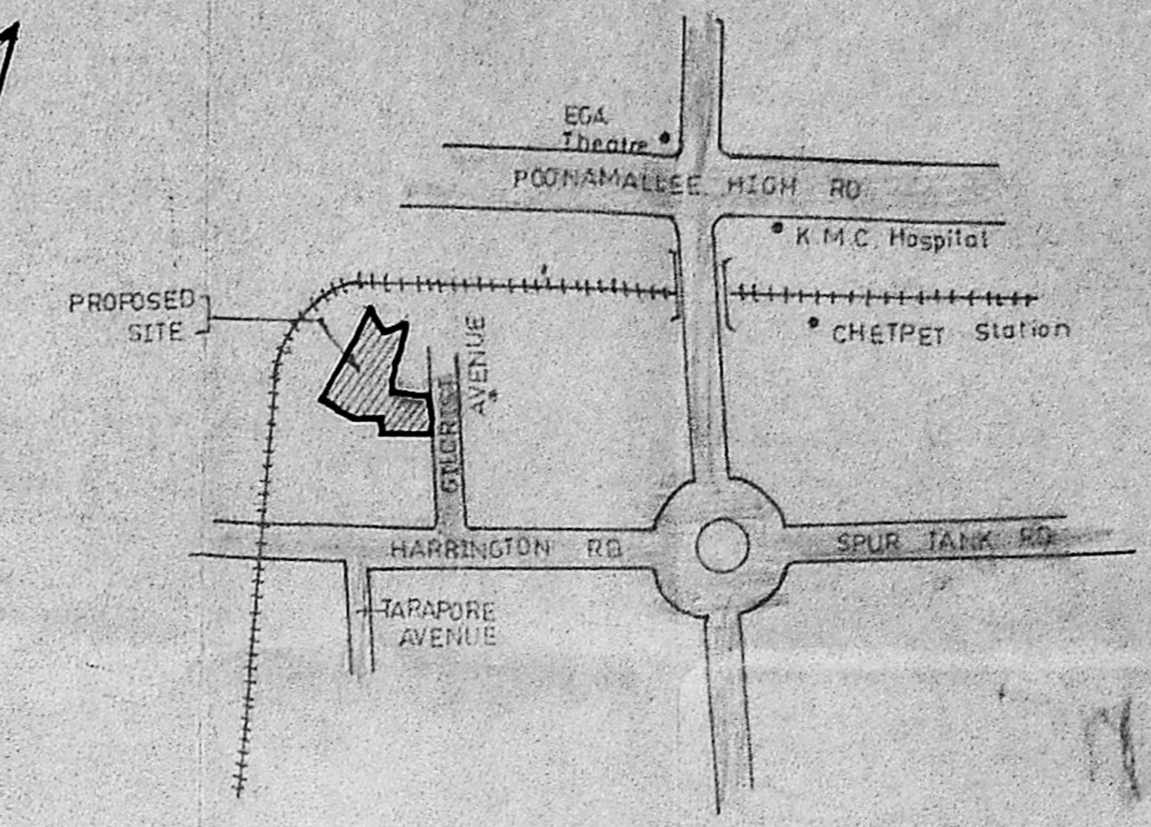 EGA
Theatre
POONAMALLEE HIGH RD
K.M.C. Hospital
PROPOSED
SITE
CHETPET Station
GILCRIST
AVENUE
HARRINGTON RD
SPUR TANK RD
TARAPORE
AVENUE